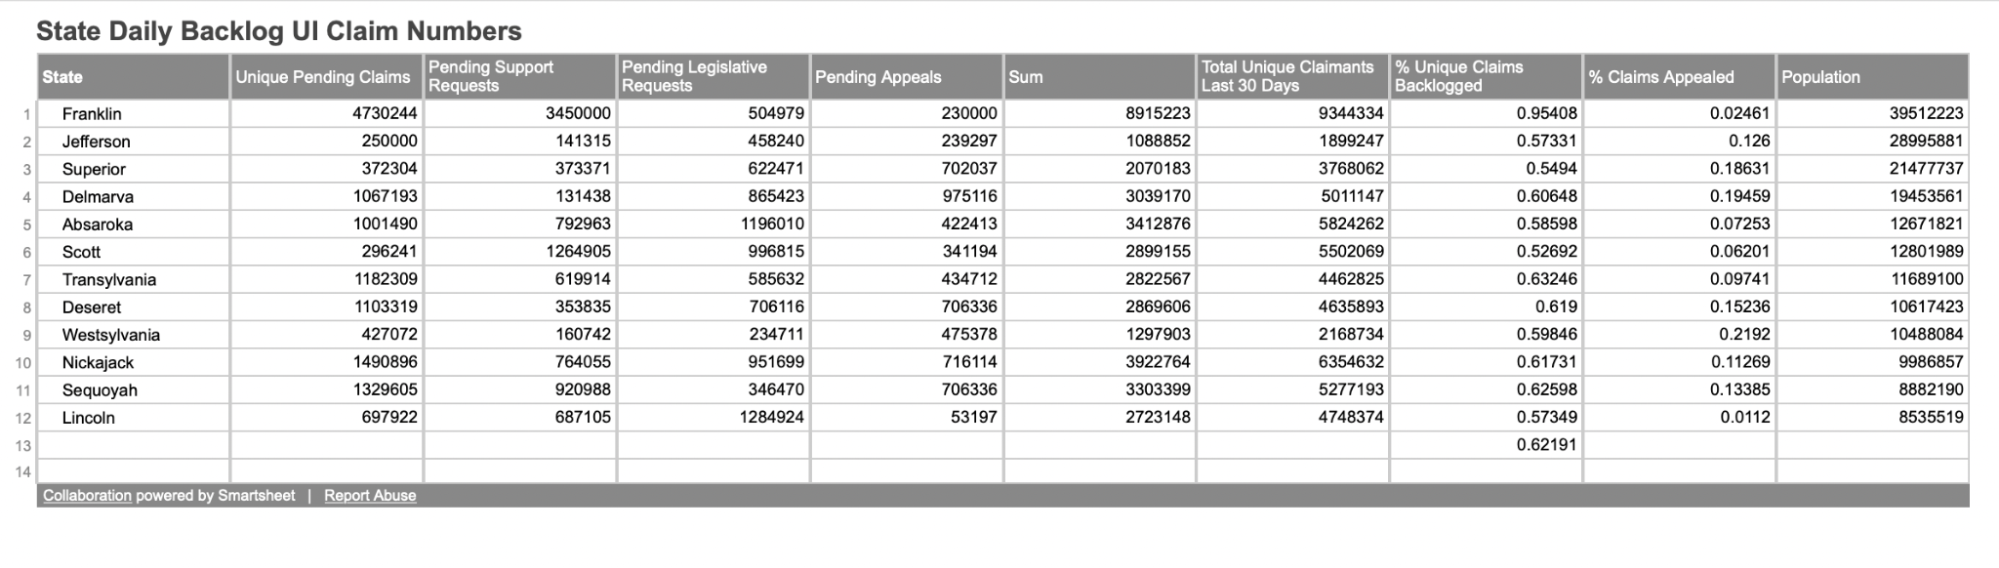 State Daily Backlog UI Claim Numbers
State Unique Pending Claims Pending Support Requests Pending Legislative Requests Pending Appeals Sum Total Unique Claimants Last 30 Days % Unique Claims Backlogged % Claims Appealed Population
1 Franklin 4730244 3450000 504979 230000 8915223 9344334 0.95408 0.02461 39512223
2 Jefferson 250000 141315 458240 239297 1088852 1899247 0.57331 0.126 28995881
3 Superior 372304 373371 622471 702037 2070183 3768062 0.5494 0.18631 21477737
4 Delmarva 1067193 131438 865423 975116 3039170 5011147 0.60648 0.19459 19453561
5 Absaroka 1001490 792963 1196010 422413 3412876 5824262 0.58598 0.07253 12671821
6 Scott 296241 1264905 996815 341194 2899155 5502069 0.52692 0.06201 12801989
7 Transylvania 1182309 619914 585632 434712 2822567 4462825 0.63246 0.09741 11689100
8 Deseret 1103319 353835 706116 706336 2869606 4635893 0.619 0.15236 10617423
9 Westsylvania 427072 160742 234711 475378 1297903 2168734 0.59846 0.2192 10488084
10 Nickajack 1490896 764055 951699 716114 3922764 6354632 0.61731 0.11269 9986857
11 Sequoyah 1329605 920988 346470 706336 3303399 5277193 0.62598 0.13385 8882190
12 Lincoln 697922 687105 1284924 53197 2723148 4748374 0.57349 0.0112 8535519
13 0.62191
14
Collaboration powered by Smartsheet | Report Abuse